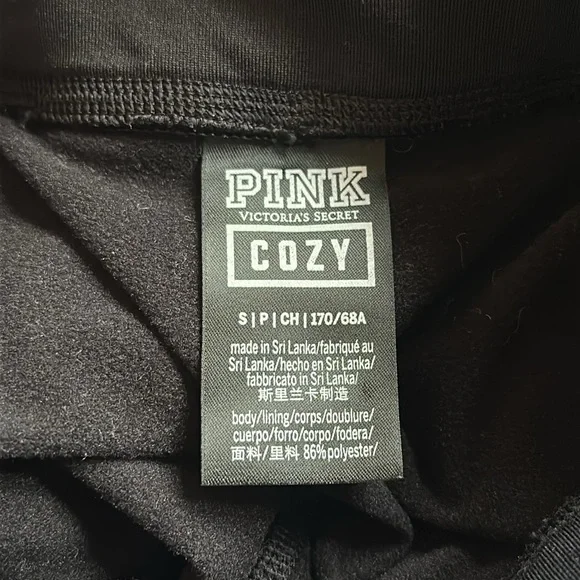 PINK
VICTORIA'S SECRET
COZY
S | P | CH | 170/68A
made in Sri Lanka/fabriqué au
Sri Lanka/hecho en Sri Lanka/
fabbricato in Sri Lanka/
斯里兰卡制造
body/lining/corps/doublure/
cuerpo/forro/corpo/fodera/
面料/里料 86% polyester/